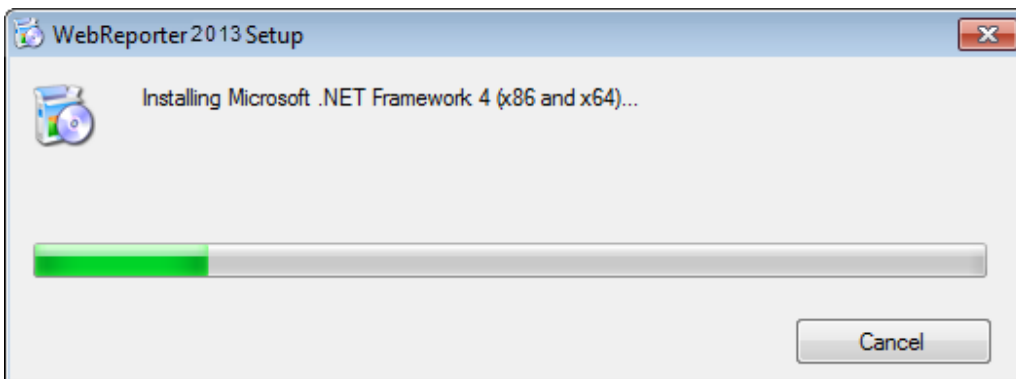 WebReporter 2013 Setup
Installing Microsoft .NET Framework 4 (x86 and x64)...
Cancel